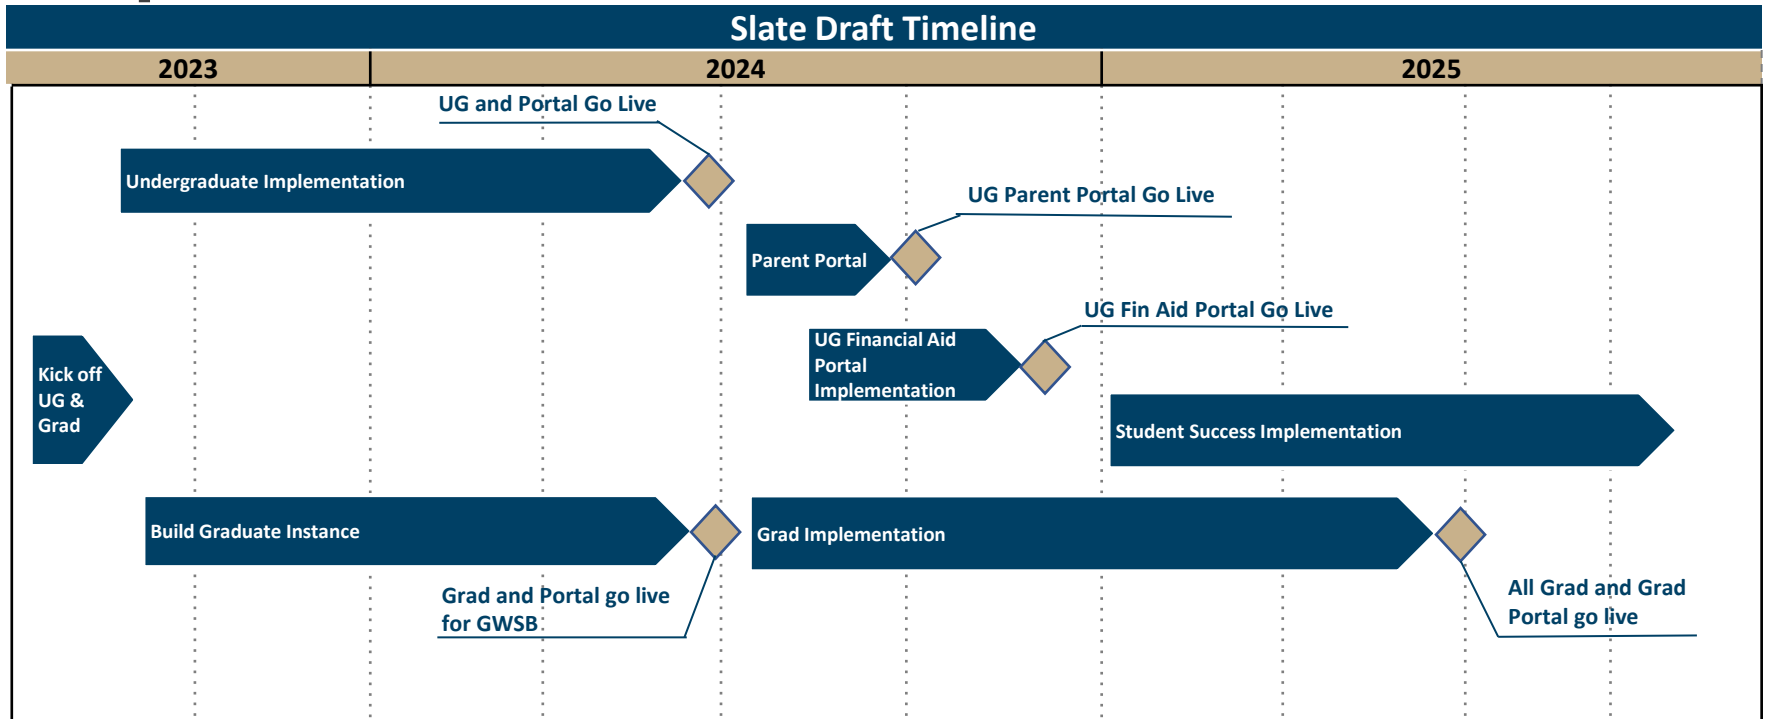 Slate Draft Timeline
2023
2024
2025
UG and Portal Go Live
Undergraduate Implementation
UG Parent Portal Go Live
Parent Portal
UG Fin Aid Portal Go Live
UG Financial Aid
Portal
Implementation
Kick off
UG &
Grad
Student Success Implementation
Build Graduate Instance
Grad Implementation
Grad and Portal go live
for GWSB
All Grad and Grad
Portal go live